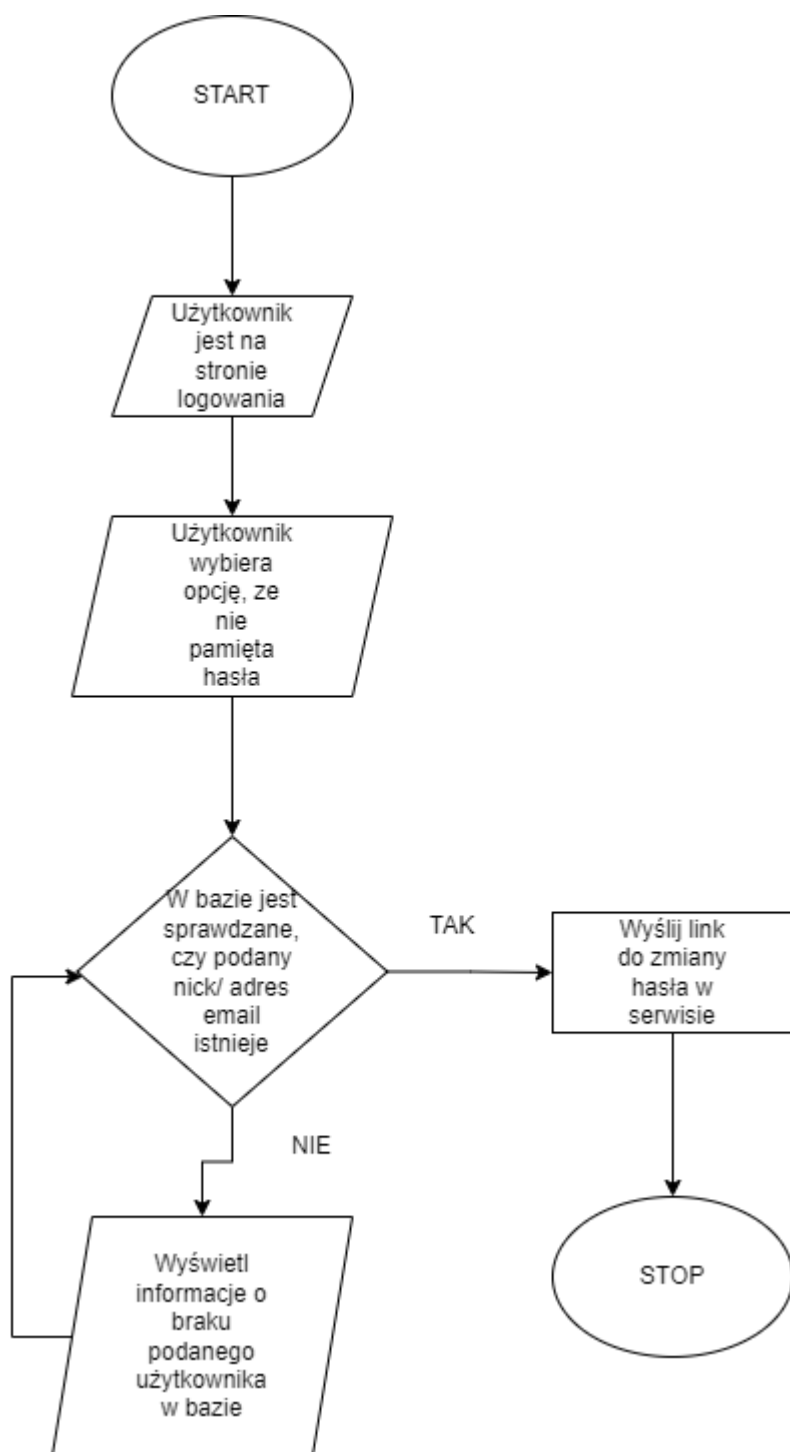 START
Użytkownik
jest na
stronie
logowania
Użytkownik
wybiera
opcję, ze
nie
pamięta
hasła
W bazie jest
sprawdzane,
czy podany
nick/ adres
email
istnieje
TAK
Wyślij link
do zmiany
hasła w
serwisie
NIE
Wyświetl
informacje o
braku
podanego
użytkownika
w bazie
STOP